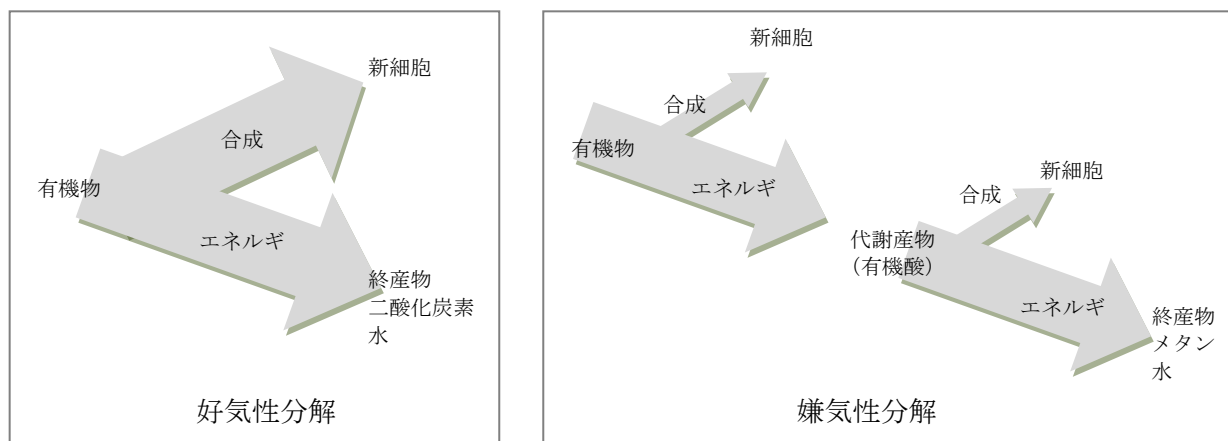 新細胞
合成
有機物
エネルギ
終産物
二酸化炭素
水
好気性分解
新細胞
合成
有機物
エネルギ
新細胞
合成
代謝産物
（有機酸）
エネルギ
終産物
メタン
水
嫌気性分解